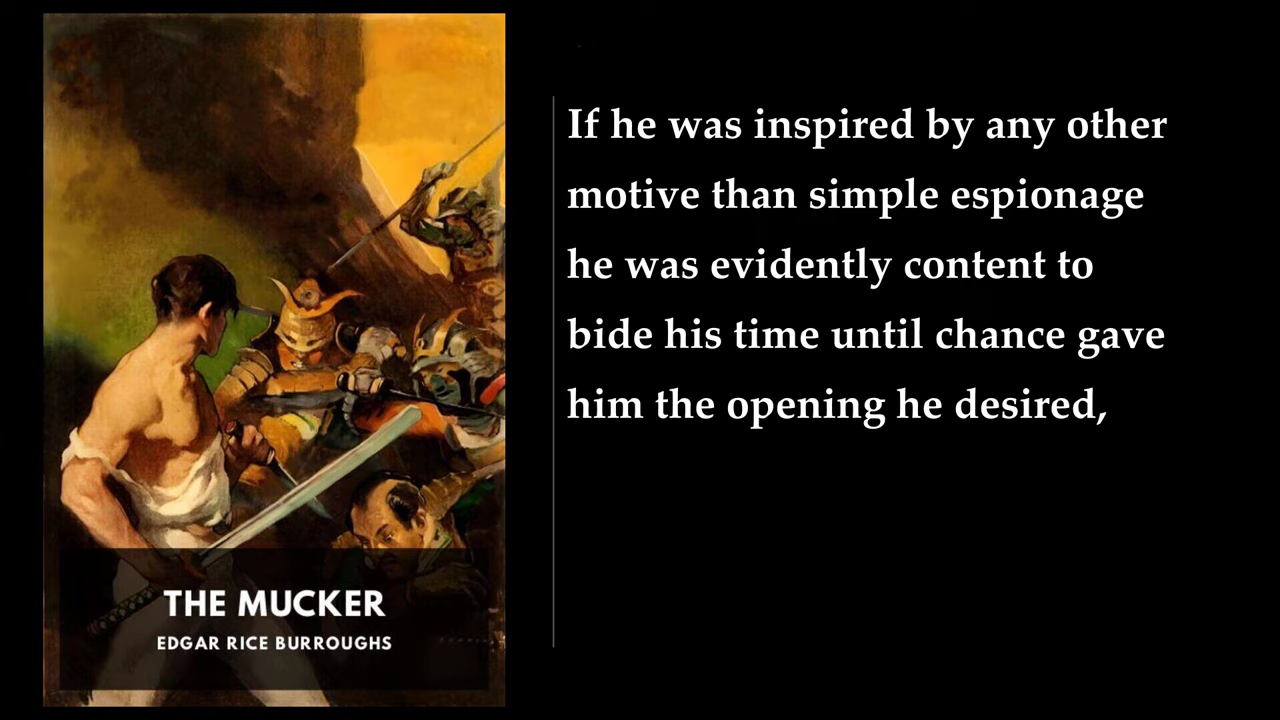 If he was inspired by any other
motive than simple espionage
he was evidently content to
bide his time until chance gave
him the opening he desired,
THE MUCKER
EDGAR RICE BURROUGHS